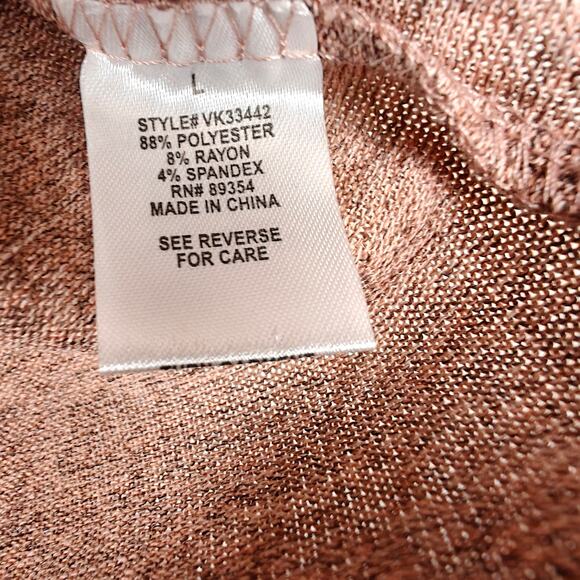 L
STYLE# VK33442
88% POLYESTER
8% RAYON
4% SPANDEX
RN# 89354
MADE IN CHINA
SEE REVERSE
FOR CARE